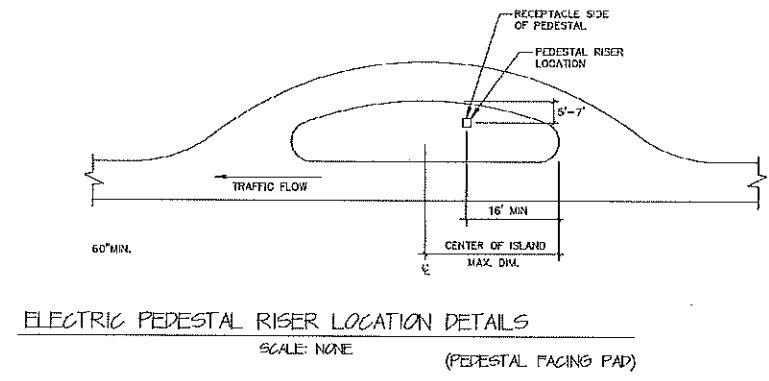 RECEPTACLE SIDE
OF PEDESTAL
PEDESTAL RISER
LOCATION
5'-7'
TRAFFIC FLOW
16' MIN
60"MIN.
CENTER OF ISLAND
MAX. DIM.
℄
ELECTRIC PEDESTAL RISER LOCATION DETAILS
SCALE: NONE
(PEDESTAL FACING PAD)